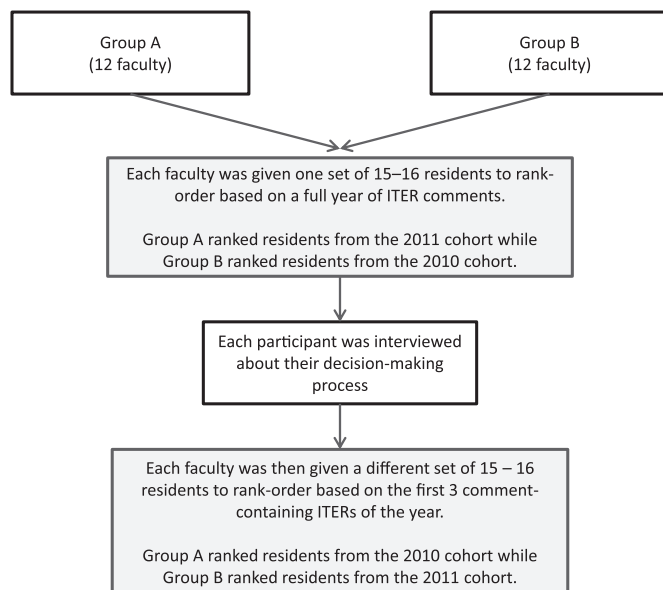 Group A
(12 faculty)
Group B
(12 faculty)
Each faculty was given one set of 15–16 residents to rank-
order based on a full year of ITER comments.
Group A ranked residents from the 2011 cohort while
Group B ranked residents from the 2010 cohort.
Each participant was interviewed
about their decision-making
process
Each faculty was then given a different set of 15 – 16
residents to rank-order based on the first 3 comment-
containing ITERs of the year.
Group A ranked residents from the 2010 cohort while
Group B ranked residents from the 2011 cohort.